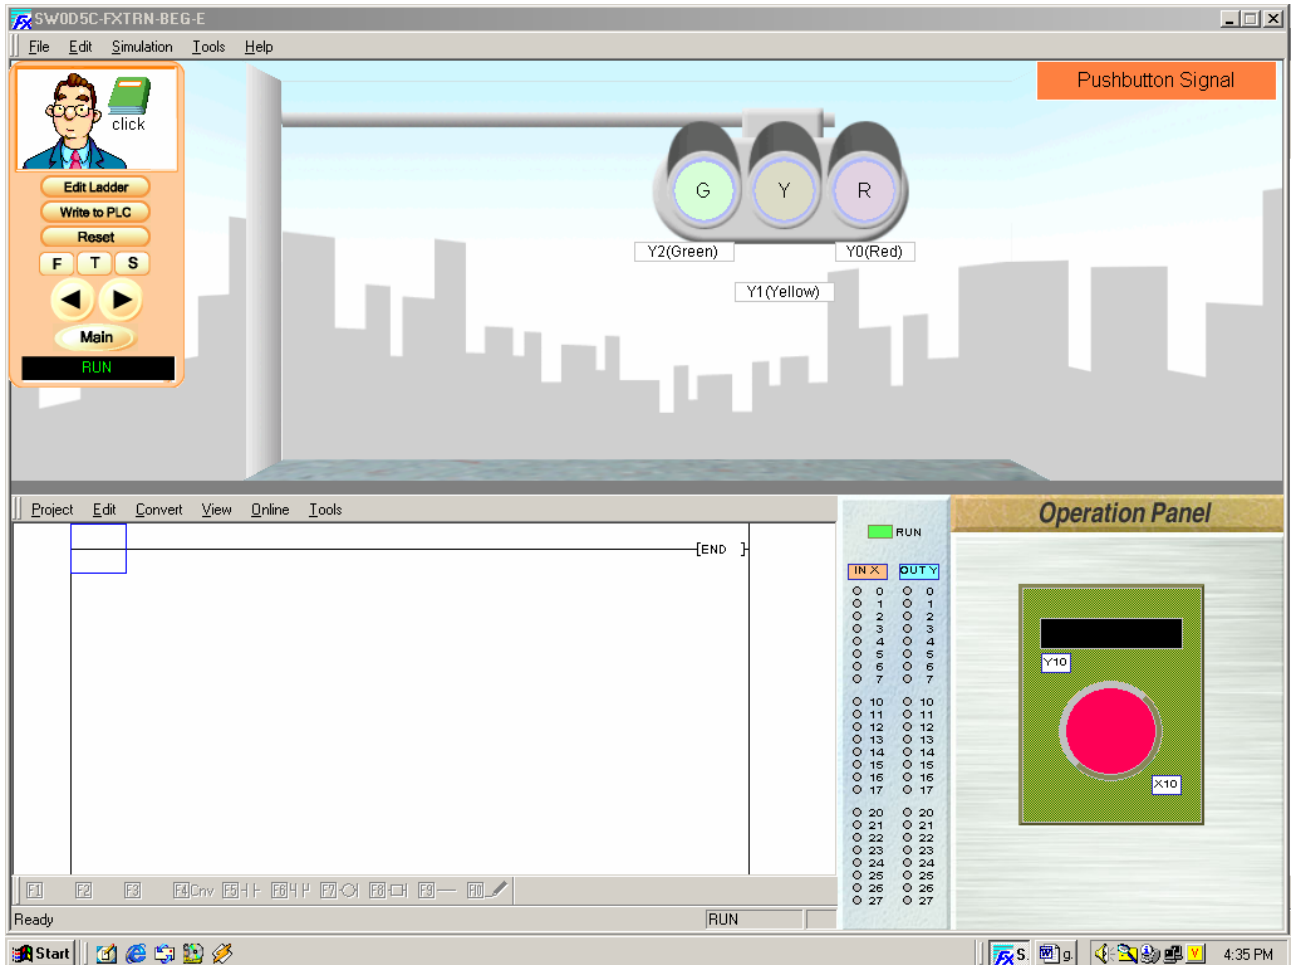 SW0D5C-FXTRN-BEG-E
File Edit Simulation Tools Help
Pushbutton Signal
click
Edit Ladder
Write to PLC
Reset
F T S
Main
RUN
G Y R
Y2(Green) Y0(Red)
Y1(Yellow)
Project Edit Convert View Online Tools
[END ]
RUN
IN X OUT Y
0 0
1 1
2 2
3 3
4 4
5 5
6 6
7 7
10 10
11 11
12 12
13 13
14 14
15 15
16 16
17 17
20 20
21 21
22 22
23 23
24 24
25 25
26 26
27 27
Operation Panel
Y10
X10
F1 F2 F3 F4Cnv F5 F6 F7 F8 F9 F10
Ready RUN
Start FX S. g. V 4:35 PM